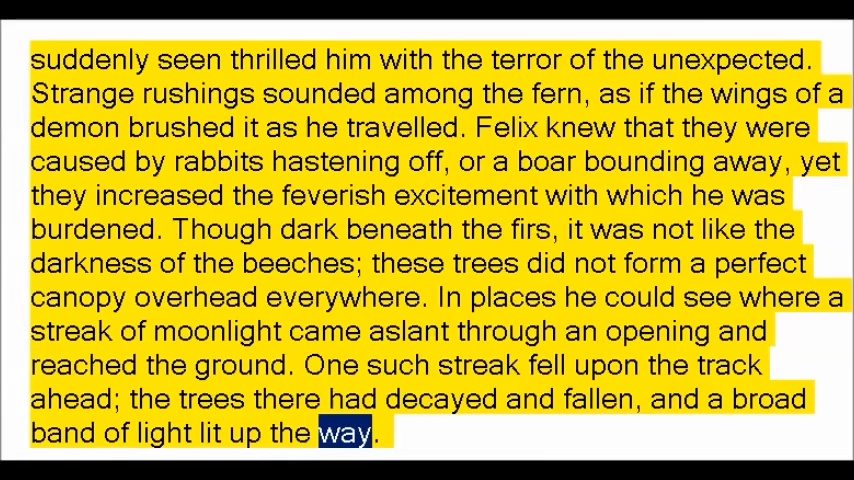 suddenly seen thrilled him with the terror of the unexpected.
Strange rushings sounded among the fern, as if the wings of a
demon brushed it as he travelled. Felix knew that they were
caused by rabbits hastening off, or a boar bounding away, yet
they increased the feverish excitement with which he was
burdened. Though dark beneath the firs, it was not like the
darkness of the beeches; these trees did not form a perfect
canopy overhead everywhere. In places he could see where a
streak of moonlight came aslant through an opening and
reached the ground. One such streak fell upon the track
ahead; the trees there had decayed and fallen, and a broad
band of light lit up the way.